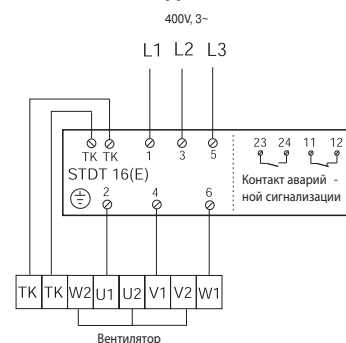 400V, 3~
L1 L2 L3
TK TK 1 3 5 23 24 11 12
STDT 16(E)
2 4 6
Контакт аварий -
ной сигнализации
TK TK W2 U1 U2 V1 V2 W1
Вентилятор